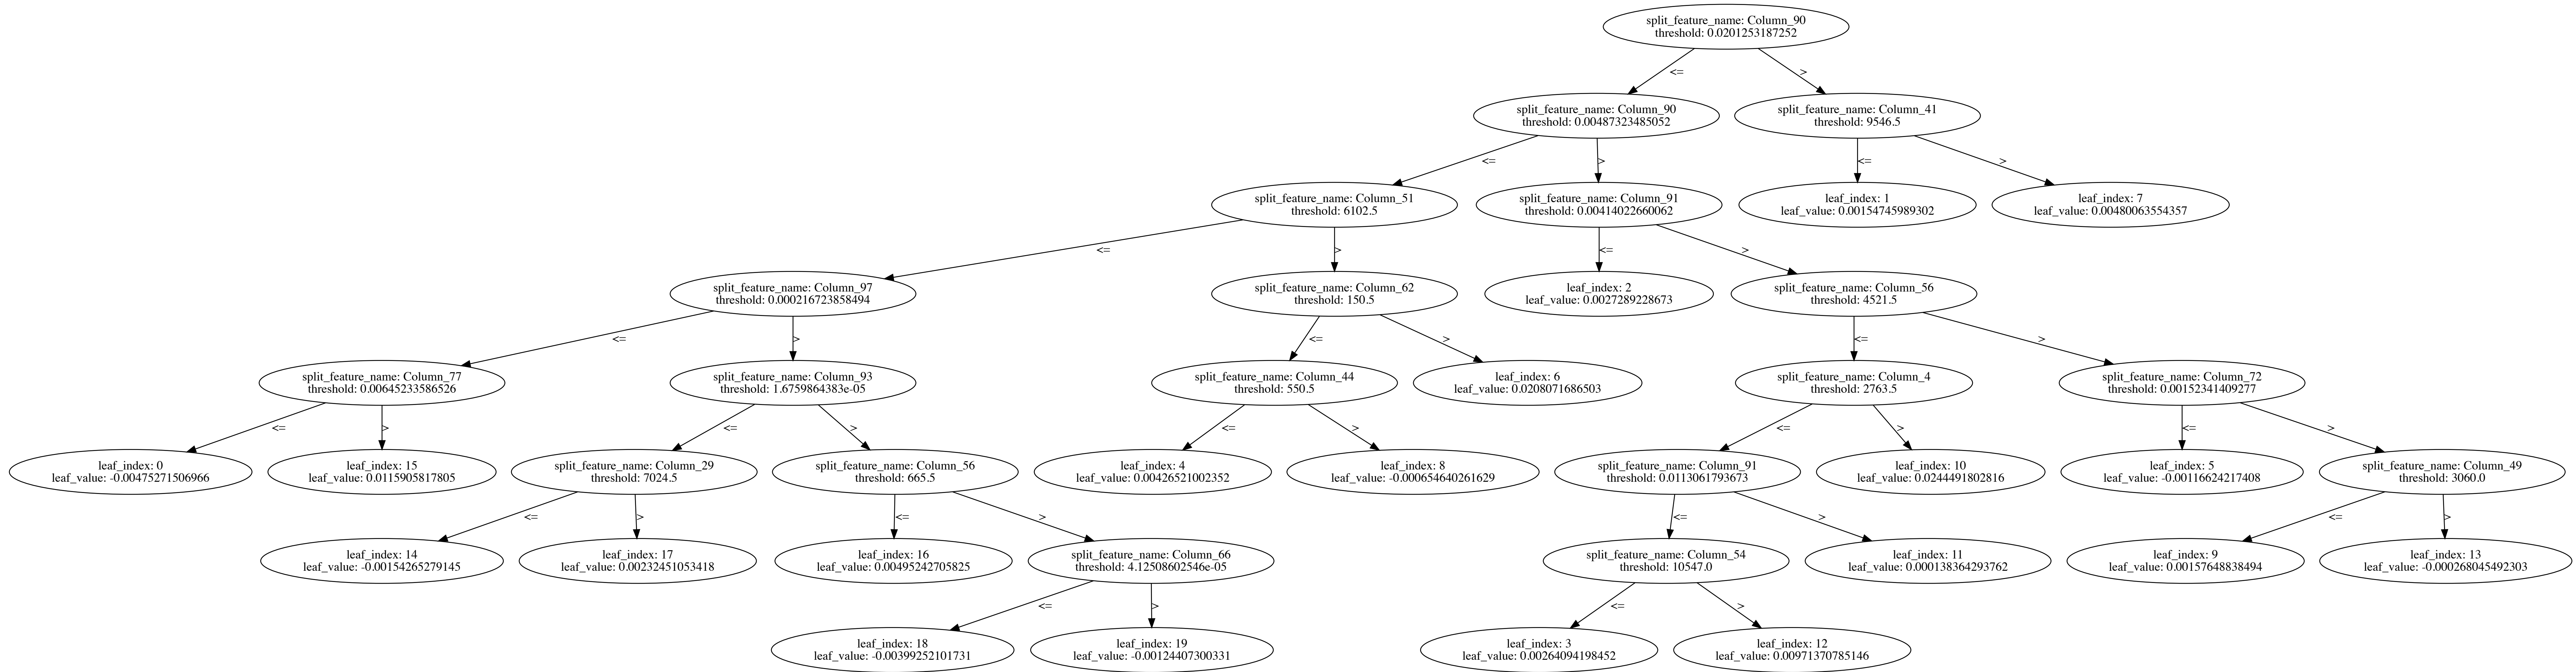 split_feature_name: Column_90
threshold: 0.0201253187252
<=
>
split_feature_name: Column_90
threshold: 0.00487323485052
split_feature_name: Column_41
threshold: 9546.5
<=
>
<=
>
split_feature_name: Column_51
threshold: 6102.5
split_feature_name: Column_91
threshold: 0.00414022660062
leaf_index: 1
leaf_value: 0.00154745989302
leaf_index: 7
leaf_value: 0.00480063554357
<=
>
<=
>
split_feature_name: Column_97
threshold: 0.000216723858494
split_feature_name: Column_62
threshold: 150.5
leaf_index: 2
leaf_value: 0.0027289228673
split_feature_name: Column_56
threshold: 4521.5
<=
>
<=
>
<=
>
split_feature_name: Column_77
threshold: 0.00645233586526
split_feature_name: Column_93
threshold: 1.6759864383e-05
split_feature_name: Column_44
threshold: 550.5
leaf_index: 6
leaf_value: 0.0208071686503
split_feature_name: Column_4
threshold: 2763.5
split_feature_name: Column_72
threshold: 0.00152341409277
<=
>
<=
>
<=
>
<=
>
<=
>
leaf_index: 0
leaf_value: -0.00475271506966
leaf_index: 15
leaf_value: 0.0115905817805
split_feature_name: Column_29
threshold: 7024.5
split_feature_name: Column_56
threshold: 665.5
leaf_index: 4
leaf_value: 0.00426521002352
leaf_index: 8
leaf_value: -0.000654640261629
split_feature_name: Column_91
threshold: 0.0113061793673
leaf_index: 10
leaf_value: 0.0244491802816
leaf_index: 5
leaf_value: -0.00116624217408
split_feature_name: Column_49
threshold: 3060.0
<=
>
<=
>
<=
>
<=
>
leaf_index: 14
leaf_value: -0.00154265279145
leaf_index: 17
leaf_value: 0.00232451053418
leaf_index: 16
leaf_value: 0.00495242705825
split_feature_name: Column_66
threshold: 4.12508602546e-05
split_feature_name: Column_54
threshold: 10547.0
leaf_index: 11
leaf_value: 0.000138364293762
leaf_index: 9
leaf_value: 0.00157648838494
leaf_index: 13
leaf_value: -0.000268045492303
<=
>
<=
>
leaf_index: 18
leaf_value: -0.00399252101731
leaf_index: 19
leaf_value: -0.00124407300331
leaf_index: 3
leaf_value: 0.00264094198452
leaf_index: 12
leaf_value: 0.00971370785146